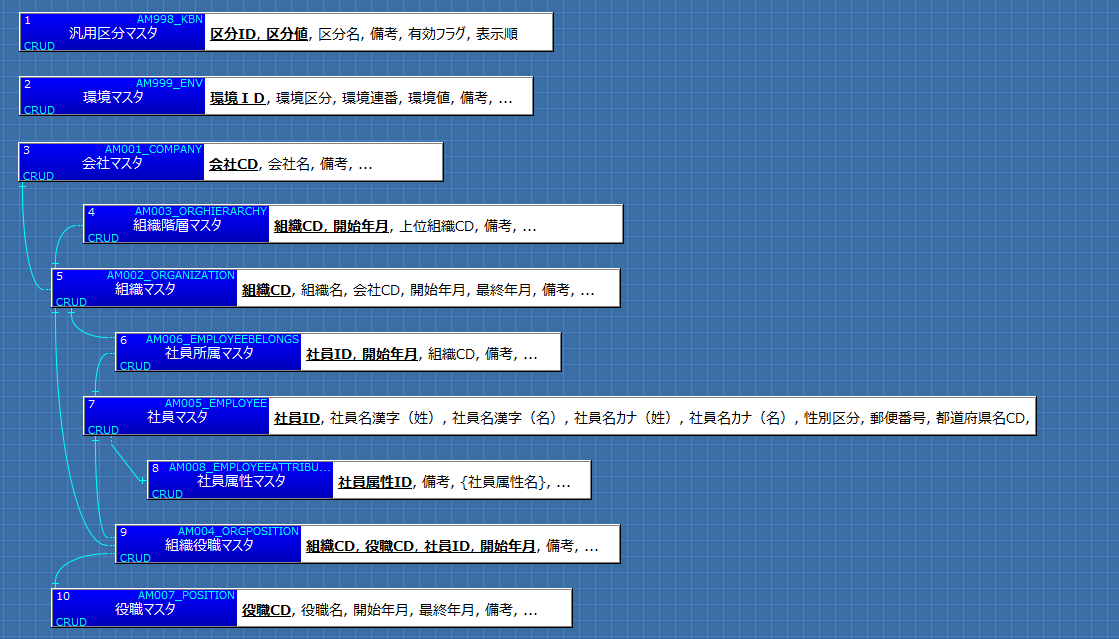 1 AM998_KBN
汎用区分マスタ 区分ID, 区分値, 区分名, 備考, 有効フラグ, 表示順
CRUD
2 AM999_ENV
環境マスタ 環境ＩＤ, 環境区分, 環境連番, 環境値, 備考, ...
CRUD
3 AM001_COMPANY
会社マスタ 会社CD, 会社名, 備考, ...
CRUD
4 AM003_ORGHIERARCHY
組織階層マスタ 組織CD, 開始年月, 上位組織CD, 備考, ...
CRUD
5 AM002_ORGANIZATION
組織マスタ 組織CD, 組織名, 会社CD, 開始年月, 最終年月, 備考, ...
CRUD
6 AM006_EMPLOYEEBELONGS
社員所属マスタ 社員ID, 開始年月, 組織CD, 備考, ...
CRUD
7 AM005_EMPLOYEE
社員マスタ 社員ID, 社員名漢字（姓）, 社員名漢字（名）, 社員名カナ（姓）, 社員名カナ（名）, 性別区分, 郵便番号, 都道府県名CD,
CRUD
8 AM008_EMPLOYEEATTRIBU...
社員属性マスタ 社員属性ID, 備考, {社員属性名}, ...
CRUD
9 AM004_ORGPOSITION
組織役職マスタ 組織CD, 役職CD, 社員ID, 開始年月, 備考, ...
CRUD
10 AM007_POSITION
役職マスタ 役職CD, 役職名, 開始年月, 最終年月, 備考, ...
CRUD